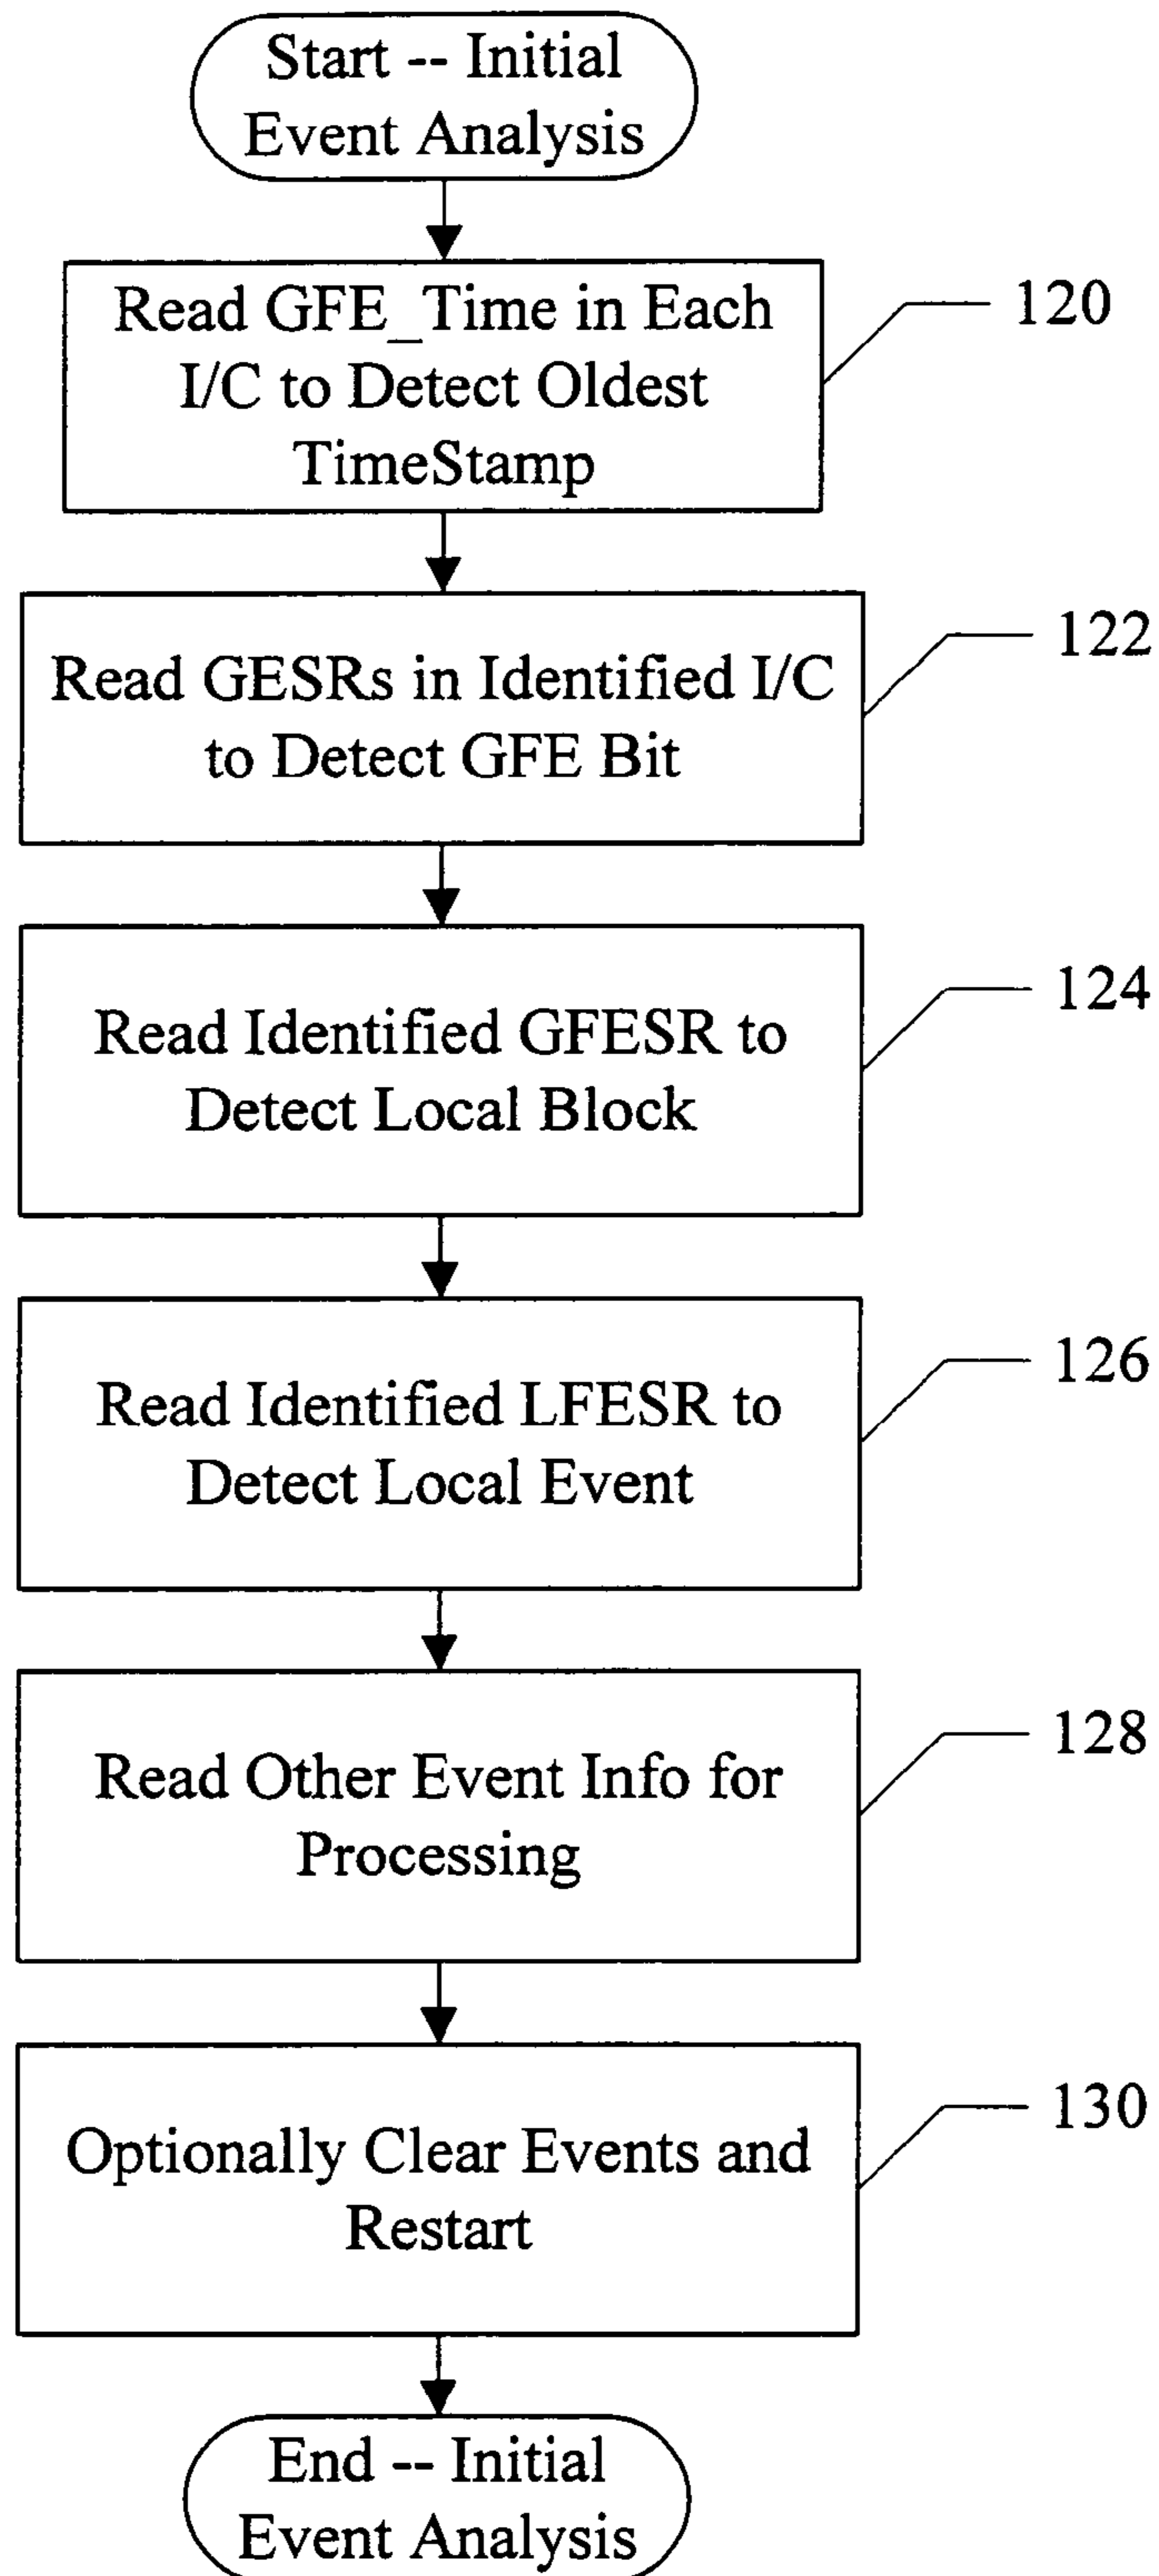 Start -- Initial
Event Analysis
Read GFE_Time in Each
I/C to Detect Oldest
TimeStamp
120
Read GESRs in Identified I/C
to Detect GFE Bit
122
Read Identified GFESR to
Detect Local Block
124
Read Identified LFESR to
Detect Local Event
126
Read Other Event Info for
Processing
128
Optionally Clear Events and
Restart
130
End -- Initial
Event Analysis